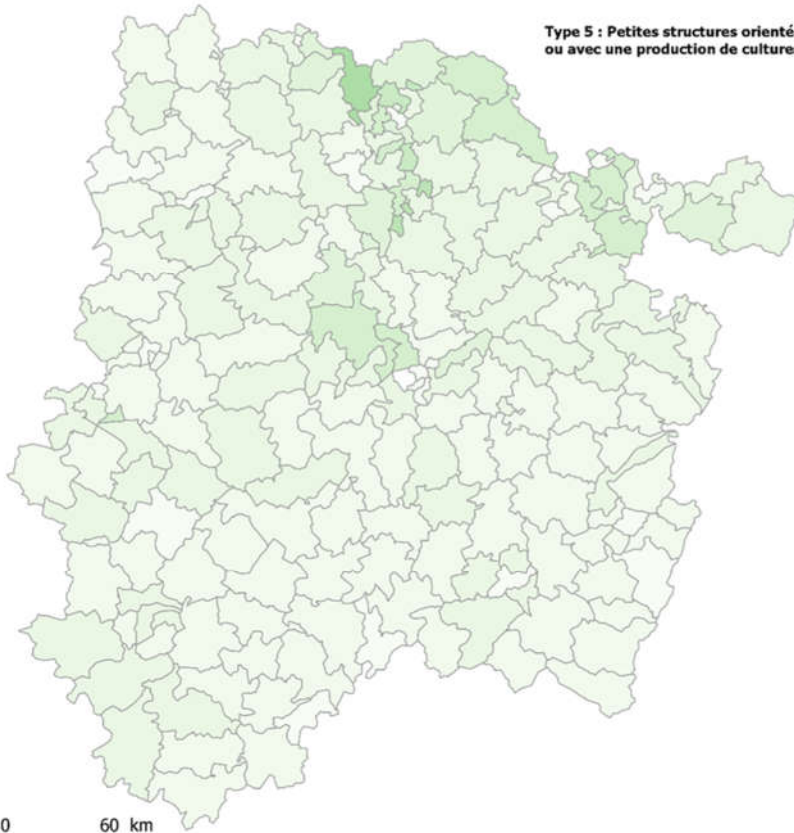 Type 5 : Petites structures orienté
ou avec une production de culture
0 60 km